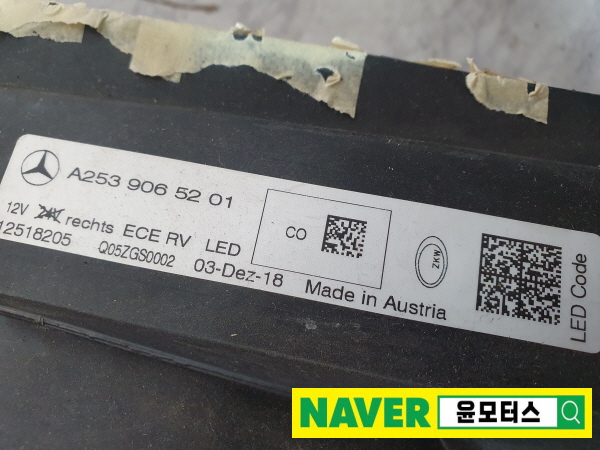 A253 906 52 01
12V 24V rechts ECE RV LED
12518205 Q05ZGS0002 03-Dez-18 Made in Austria
CO
ZKW
LED Code
NAVER 윤모터스